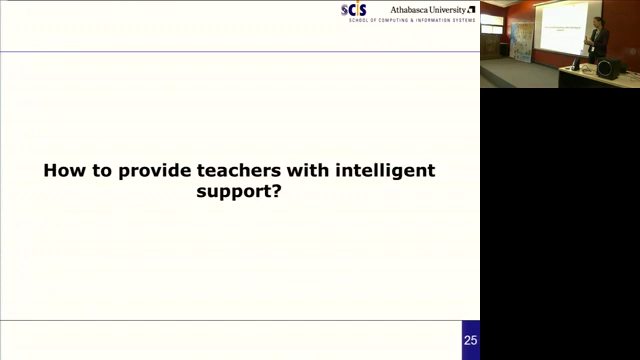 SCIS
Athabasca University
SCHOOL OF COMPUTING & INFORMATION SYSTEMS
How to provide teachers with intelligent
support?
25